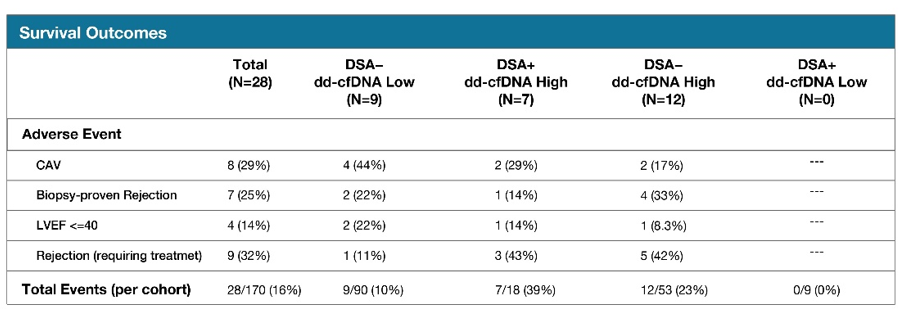 Survival Outcomes
Total (N=28) DSA– dd-cfDNA Low (N=9) DSA+ dd-cfDNA High (N=7) DSA– dd-cfDNA High (N=12) DSA+ dd-cfDNA Low (N=0)
Adverse Event
CAV 8 (29%) 4 (44%) 2 (29%) 2 (17%) ---
Biopsy-proven Rejection 7 (25%) 2 (22%) 1 (14%) 4 (33%) ---
LVEF <=40 4 (14%) 2 (22%) 1 (14%) 1 (8.3%) ---
Rejection (requiring treatmet) 9 (32%) 1 (11%) 3 (43%) 5 (42%) ---
Total Events (per cohort) 28/170 (16%) 9/90 (10%) 7/18 (39%) 12/53 (23%) 0/9 (0%)